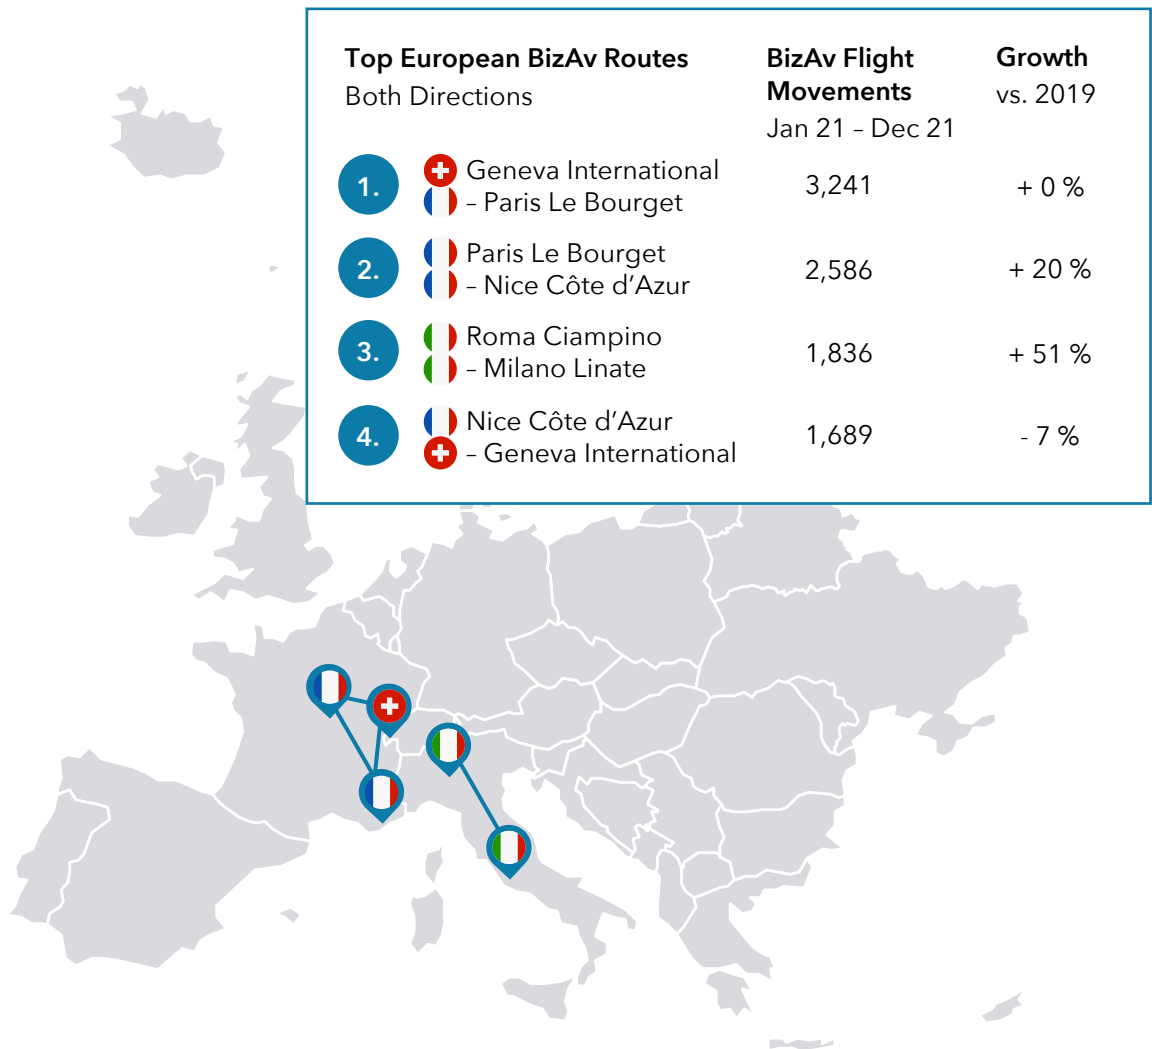 Top European BizAv Routes
Both Directions
BizAv Flight
Movements
Jan 21 – Dec 21
Growth
vs. 2019
1.
Geneva International
– Paris Le Bourget
3,241
+ 0 %
2.
Paris Le Bourget
– Nice Côte d’Azur
2,586
+ 20 %
3.
Roma Ciampino
– Milano Linate
1,836
+ 51 %
4.
Nice Côte d’Azur
– Geneva International
1,689
- 7 %